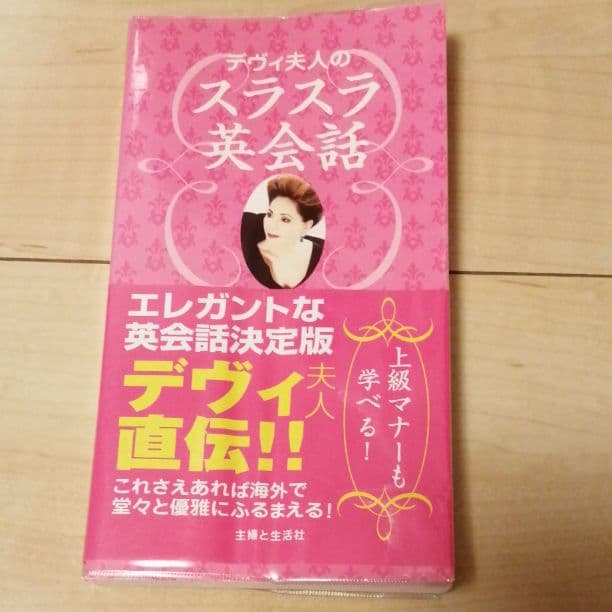 デヴィ夫人の
スラスラ
英会話
エレガントな
英会話決定版
デヴィ夫人
直伝!!
これさえあれば海外で
堂々と優雅にふるまえる!
上級マナーも
学べる!
主婦と生活社